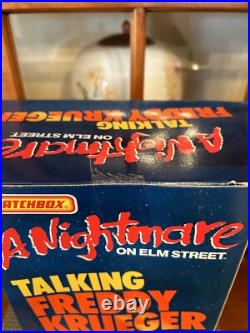 TALKING
FREDDY KRUEGER
A Nightmare
ON ELM STREET
MATCHBOX
A Nightmare
ON ELM STREET
TALKING
FREDDY
KRUEGER